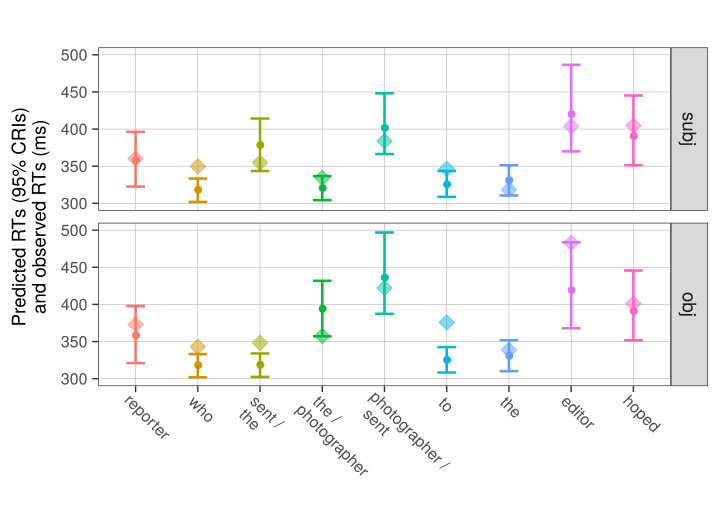 Predicted RTs (95% CRIs)
and observed RTs (ms)
500
450
400
350
300
subj
500
450
400
350
300
obj
reporter
who
sent /
the
the /
photographer
photographer /
sent
to
the
editor
hoped